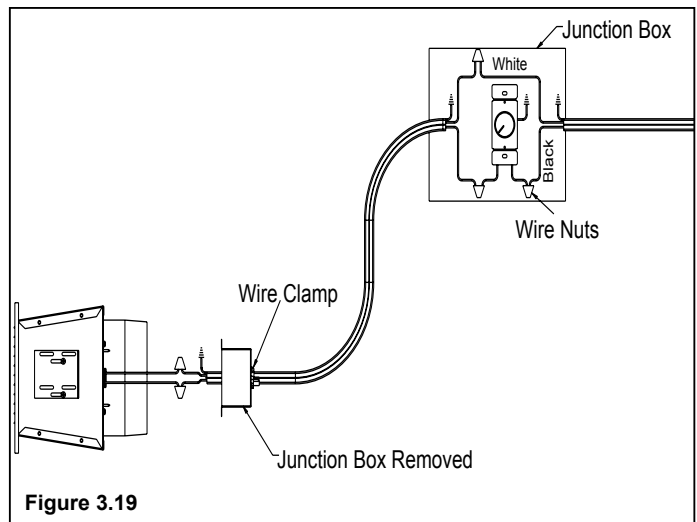 Junction Box
White
Black
Wire Nuts
Wire Clamp
Junction Box Removed
Figure 3.19